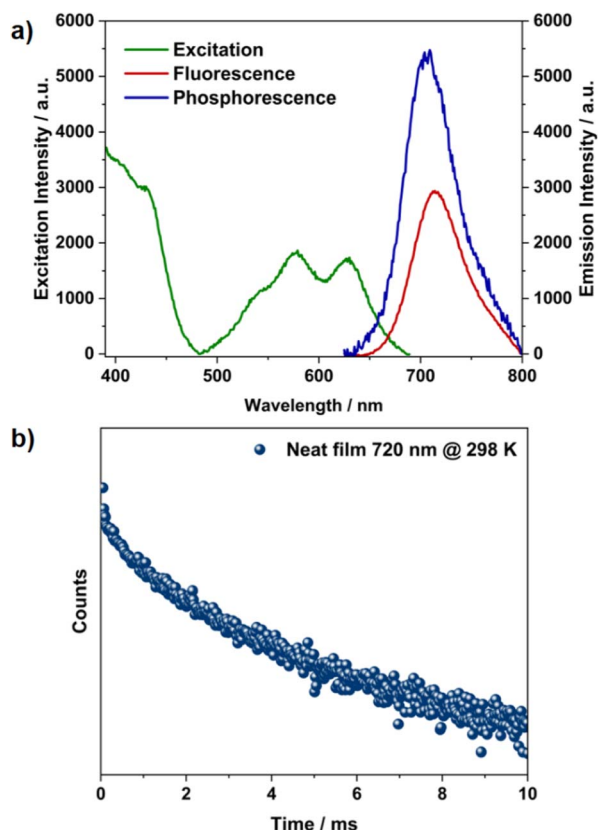 a)
Excitation
Fluorescence
Phosphorescence
6000
5000
4000
3000
2000
1000
0
Excitation Intensity / a.u.
6000
5000
4000
3000
2000
1000
0
Emission Intensity / a.u.
400 500 600 700 800
Wavelength / nm
b)
Neat film 720 nm @ 298 K
Counts
0 2 4 6 8 10
Time / ms